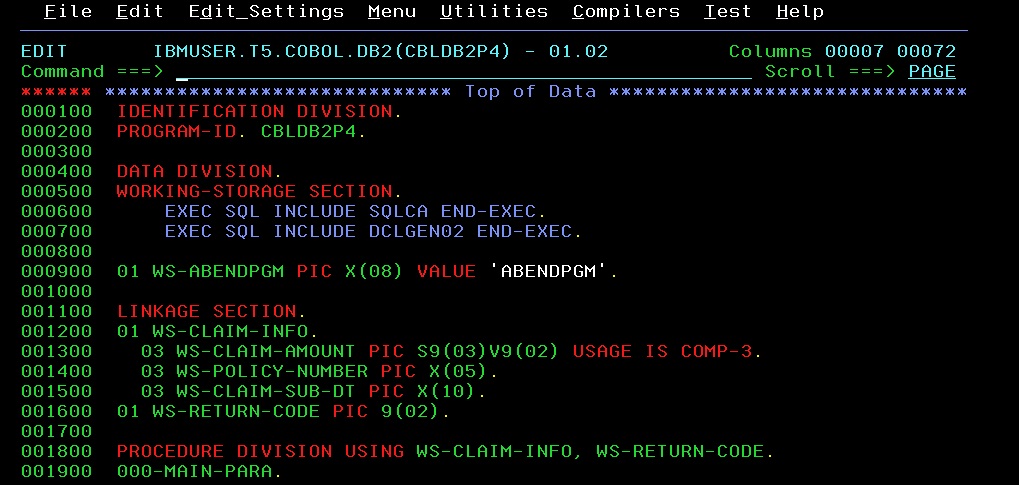 File Edit Edit_Settings Menu Utilities Compilers Test Help
EDIT IBMUSER.T5.COBOL.DB2(CBLDB2P4) - 01.02 Columns 00007 00072
Command ===> _ Scroll ===> PAGE
****** ***************************** Top of Data ******************************
000100 IDENTIFICATION DIVISION.
000200 PROGRAM-ID. CBLDB2P4.
000300
000400 DATA DIVISION.
000500 WORKING-STORAGE SECTION.
000600     EXEC SQL INCLUDE SQLCA END-EXEC.
000700     EXEC SQL INCLUDE DCLGEN02 END-EXEC.
000800
000900 01 WS-ABENDPGM PIC X(08) VALUE 'ABENDPGM'.
001000
001100 LINKAGE SECTION.
001200 01 WS-CLAIM-INFO.
001300   03 WS-CLAIM-AMOUNT PIC S9(03)V9(02) USAGE IS COMP-3.
001400   03 WS-POLICY-NUMBER PIC X(05).
001500   03 WS-CLAIM-SUB-DT PIC X(10).
001600 01 WS-RETURN-CODE PIC 9(02).
001700
001800 PROCEDURE DIVISION USING WS-CLAIM-INFO, WS-RETURN-CODE.
001900 000-MAIN-PARA.